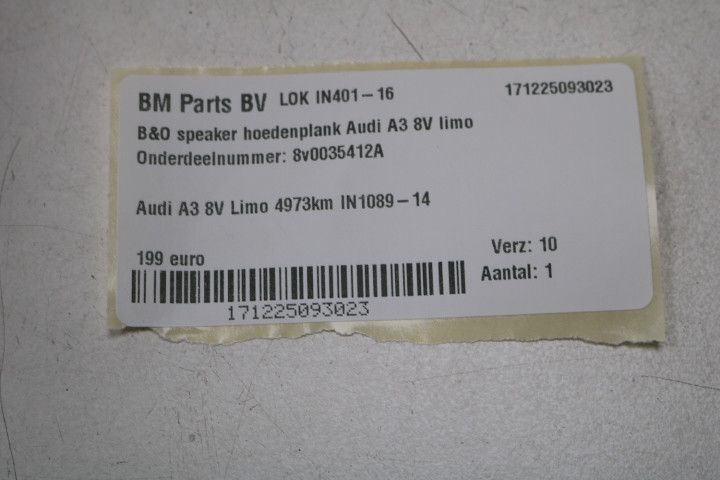 BM Parts BV LOK IN401-16 171225093023
B&O speaker hoedenplank Audi A3 8V limo
Onderdeelnummer: 8v0035412A
Audi A3 8V Limo 4973km IN1089-14
199 euro Verz: 10
Aantal: 1
171225093023